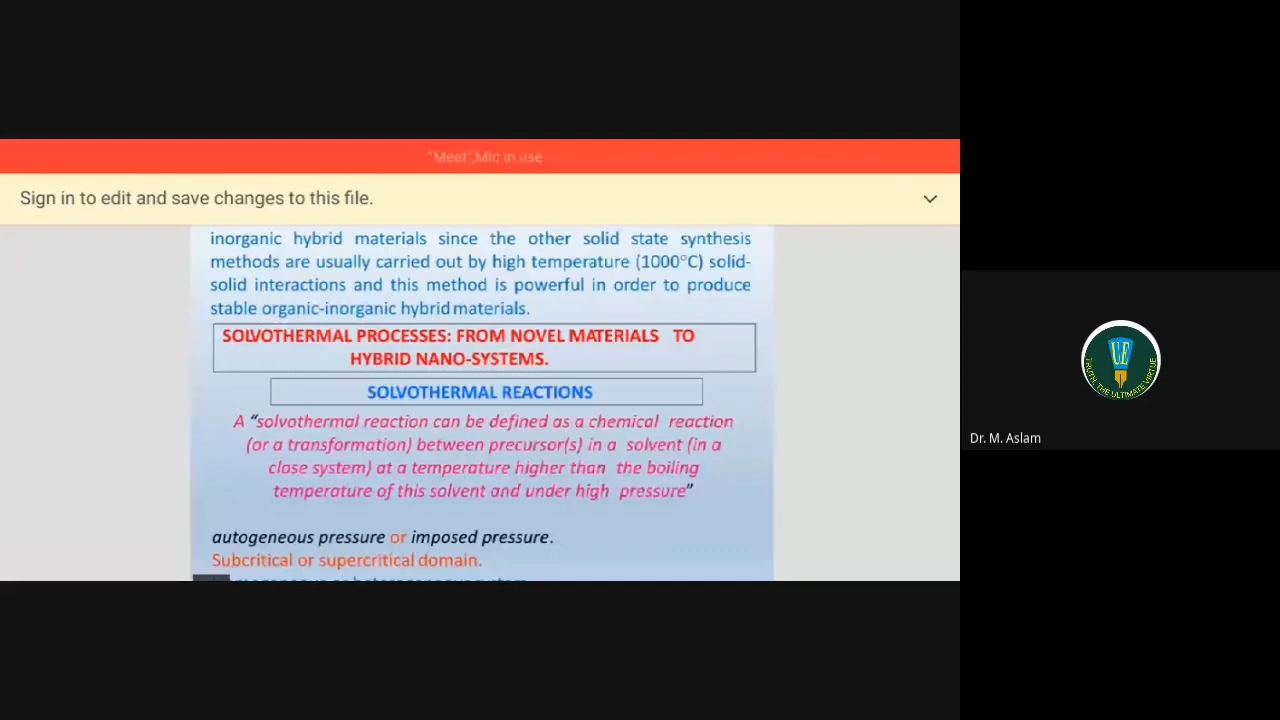 "Meet",Mic in use
Sign in to edit and save changes to this file.
inorganic hybrid materials since the other solid state synthesis
methods are usually carried out by high temperature (1000°C) solid-
solid interactions and this method is powerful in order to produce
stable organic-inorganic hybrid materials.
SOLVOTHERMAL PROCESSES: FROM NOVEL MATERIALS TO
HYBRID NANO-SYSTEMS.
SOLVOTHERMAL REACTIONS
A “solvothermal reaction can be defined as a chemical reaction
(or a transformation) between precursor(s) in a solvent (in a
close system) at a temperature higher than the boiling
temperature of this solvent and under high pressure”
autogeneous pressure or imposed pressure.
Subcritical or supercritical domain.
UE
TRUTH, THE ULTIMATE VIRTUE
Dr. M. Aslam